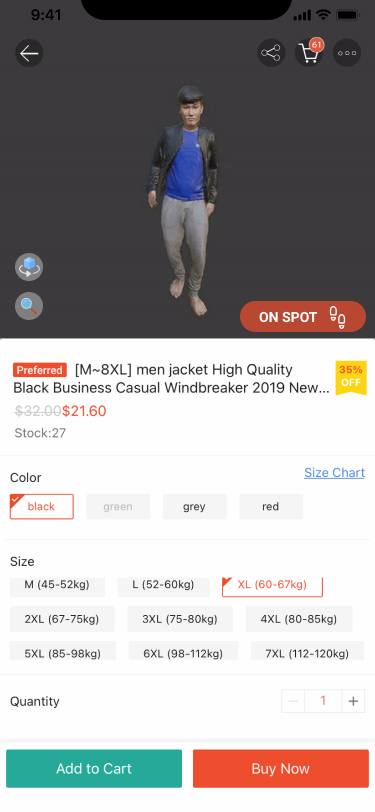 9:41
61
ON SPOT
Preferred [M~8XL] men jacket High Quality
Black Business Casual Windbreaker 2019 New...
35%
OFF
$32.00$21.60
Stock:27
Color
Size Chart
black green grey red
Size
M (45-52kg) L (52-60kg) XL (60-67kg)
2XL (67-75kg) 3XL (75-80kg) 4XL (80-85kg)
5XL (85-98kg) 6XL (98-112kg) 7XL (112-120kg)
Quantity − 1 +
Add to Cart Buy Now